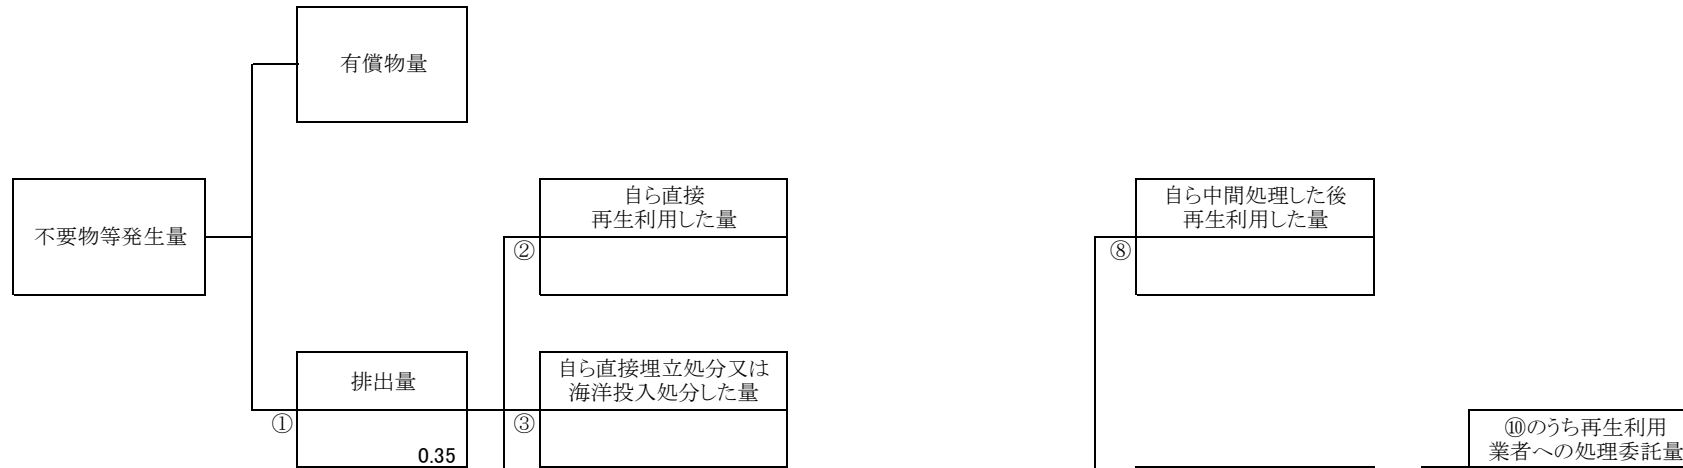 有償物量
不要物等発生量
自ら直接
再生利用した量
②
自ら中間処理した後
再生利用した量
⑧
排出量
①
0.35
自ら直接埋立処分又は
海洋投入処分した量
③
⑩のうち再生利用
業者への処理委託量